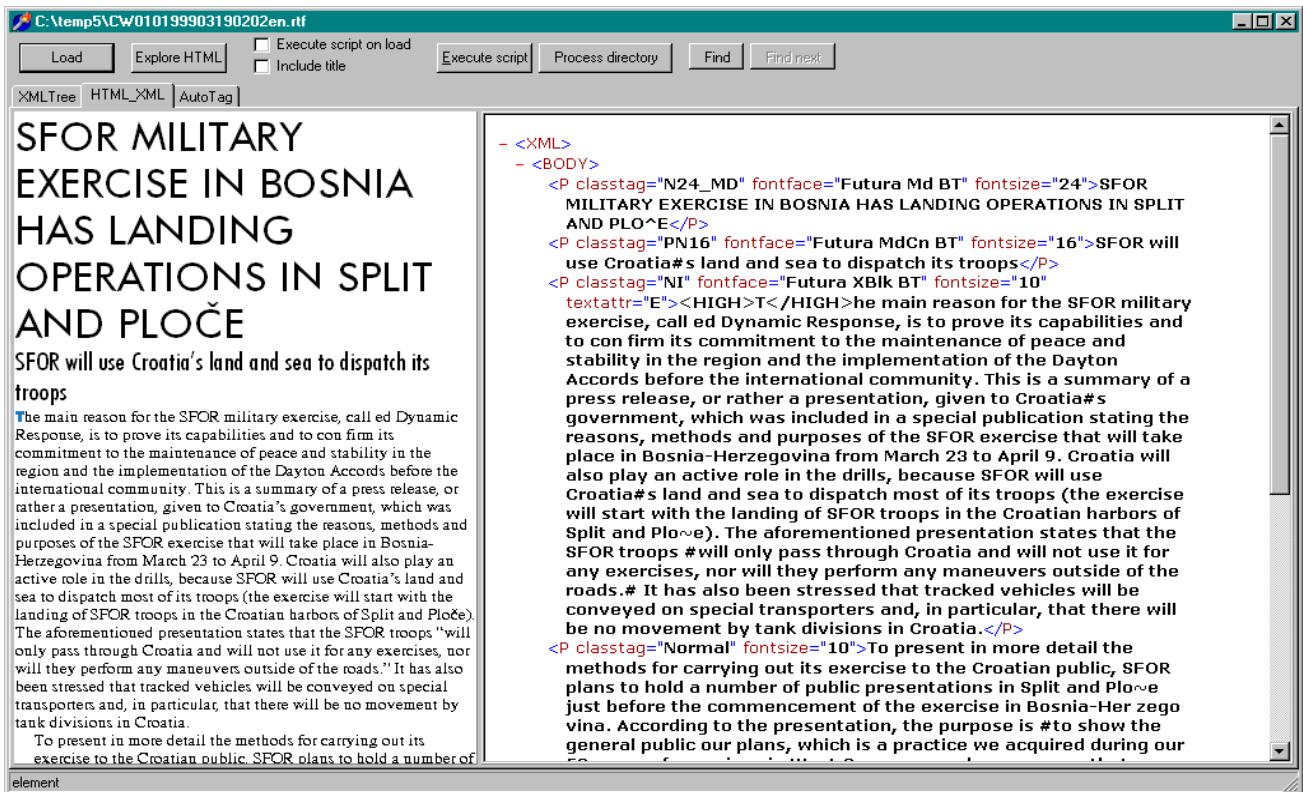 C:\temp5\CW010199903190202en.rtf
Load
Explore HTML
Execute script on load
Include title
Execute script
Process directory
Find
Find next
XMLTree
HTML_XML
AutoTag
SFOR MILITARY
EXERCISE IN BOSNIA
HAS LANDING
OPERATIONS IN SPLIT
AND PLOČE
SFOR will use Croatia's land and sea to dispatch its
troops
The main reason for the SFOR military exercise, call ed Dynamic
Response, is to prove its capabilities and to con firm its
commitment to the maintenance of peace and stability in the
region and the implementation of the Dayton Accords before the
international community. This is a summary of a press release, or
rather a presentation, given to Croatia's government, which was
included in a special publication stating the reasons, methods and
purposes of the SFOR exercise that will take place in Bosnia-
Herzegovina from March 23 to April 9. Croatia will also play an
active role in the drills, because SFOR will use Croatia's land and
sea to dispatch most of its troops (the exercise will start with the
landing of SFOR troops in the Croatian harbors of Split and Ploče).
The aforementioned presentation states that the SFOR troops "will
only pass through Croatia and will not use it for any exercises, nor
will they perform any maneuvers outside of the roads." It has also
been stressed that tracked vehicles will be conveyed on special
transporters and, in particular, that there will be no movement by
tank divisions in Croatia.
To present in more detail the methods for carrying out its
exercise to the Croatian public, SFOR plans to hold a number of
- <XML>
- <BODY>
<P classtag="N24_MD" fontface="Futura Md BT" fontsize="24">SFOR
MILITARY EXERCISE IN BOSNIA HAS LANDING OPERATIONS IN SPLIT
AND PLO^E</P>
<P classtag="PN16" fontface="Futura MdCn BT" fontsize="16">SFOR will
use Croatia#s land and sea to dispatch its troops</P>
<P classtag="NI" fontface="Futura XBlk BT" fontsize="10"
textattr="E"><HIGH>T</HIGH>he main reason for the SFOR military
exercise, call ed Dynamic Response, is to prove its capabilities and
to con firm its commitment to the maintenance of peace and
stability in the region and the implementation of the Dayton
Accords before the international community. This is a summary of a
press release, or rather a presentation, given to Croatia#s
government, which was included in a special publication stating the
reasons, methods and purposes of the SFOR exercise that will take
place in Bosnia-Herzegovina from March 23 to April 9. Croatia will
also play an active role in the drills, because SFOR will use
Croatia#s land and sea to dispatch most of its troops (the exercise
will start with the landing of SFOR troops in the Croatian harbors of
Split and Plo~e). The aforementioned presentation states that the
SFOR troops #will only pass through Croatia and will not use it for
any exercises, nor will they perform any maneuvers outside of the
roads.# It has also been stressed that tracked vehicles will be
conveyed on special transporters and, in particular, that there will
be no movement by tank divisions in Croatia.</P>
<P classtag="Normal" fontsize="10">To present in more detail the
methods for carrying out its exercise to the Croatian public, SFOR
plans to hold a number of public presentations in Split and Plo~e
just before the commencement of the exercise in Bosnia-Her zego
vina. According to the presentation, the purpose is #to show the
general public our plans, which is a practice we acquired during our
element